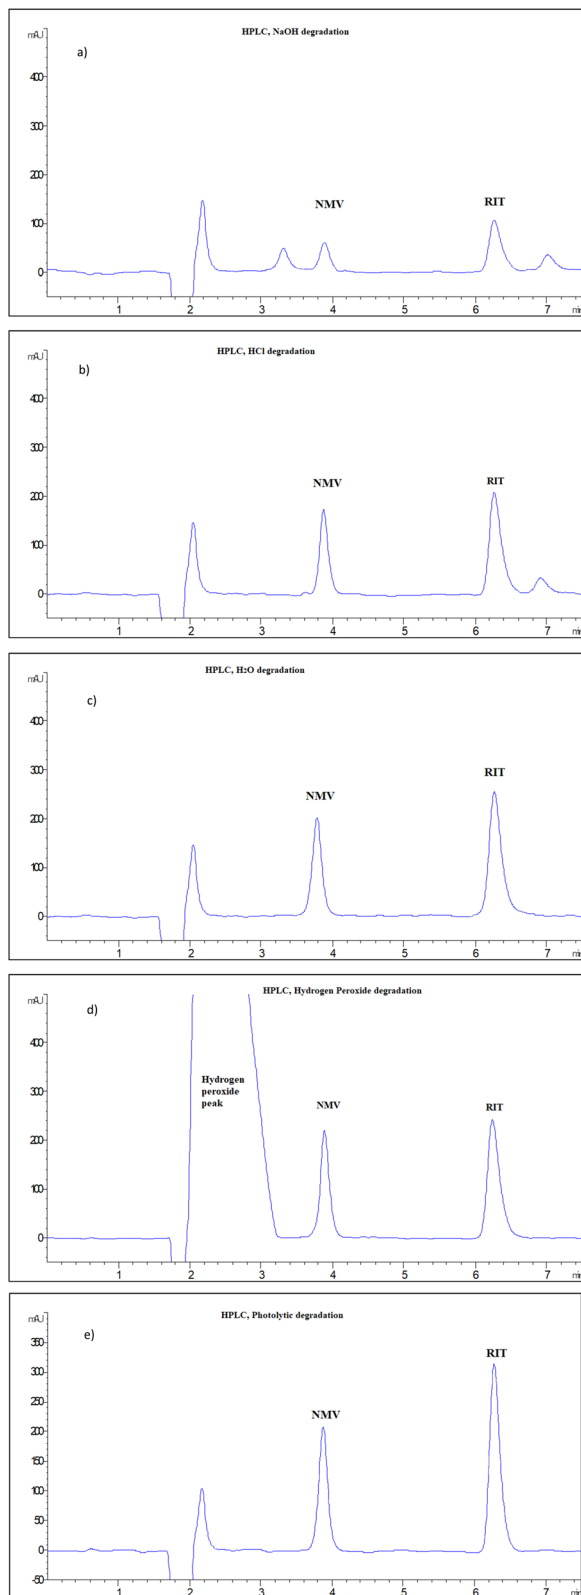 HPLC, NaOH degradation
mAU
a)
400
300
200
NMV
RIT
100
0
1 2 3 4 5 6 7 min
HPLC, HCl degradation
mAU
b)
400
300
NMV
RIT
200
100
0
1 2 3 4 5 6 7 min
HPLC, H2O degradation
mAU
c)
400
300
NMV
RIT
200
100
0
1 2 3 4 5 6 7 min
HPLC, Hydrogen Peroxide degradation
mAU
d)
400
Hydrogen
peroxide
peak
300
NMV
RIT
200
100
0
1 2 3 4 5 6 7 min
HPLC, Photolytic degradation
mAU
e)
350
RIT
300
250
NMV
200
150
100
50
0
-50
1 2 3 4 5 6 7 min